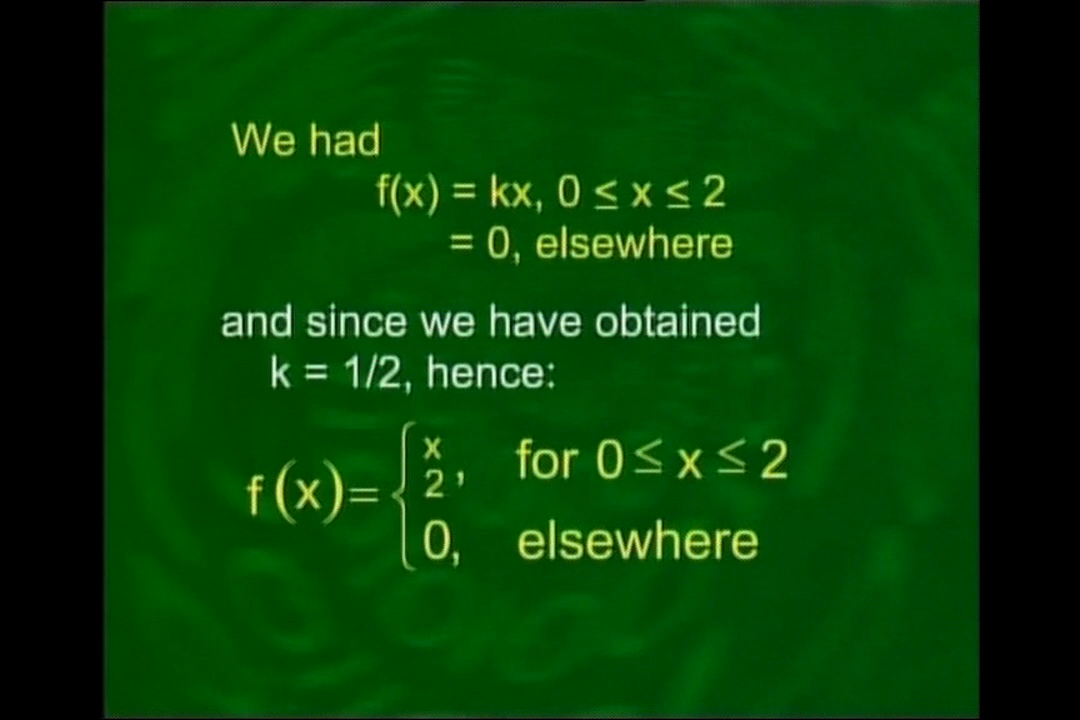 We had
f(x) = kx, 0 ≤ x ≤ 2
= 0, elsewhere
and since we have obtained
k = 1/2, hence:
f(x)= { x/2, for 0 ≤ x ≤ 2
0, elsewhere